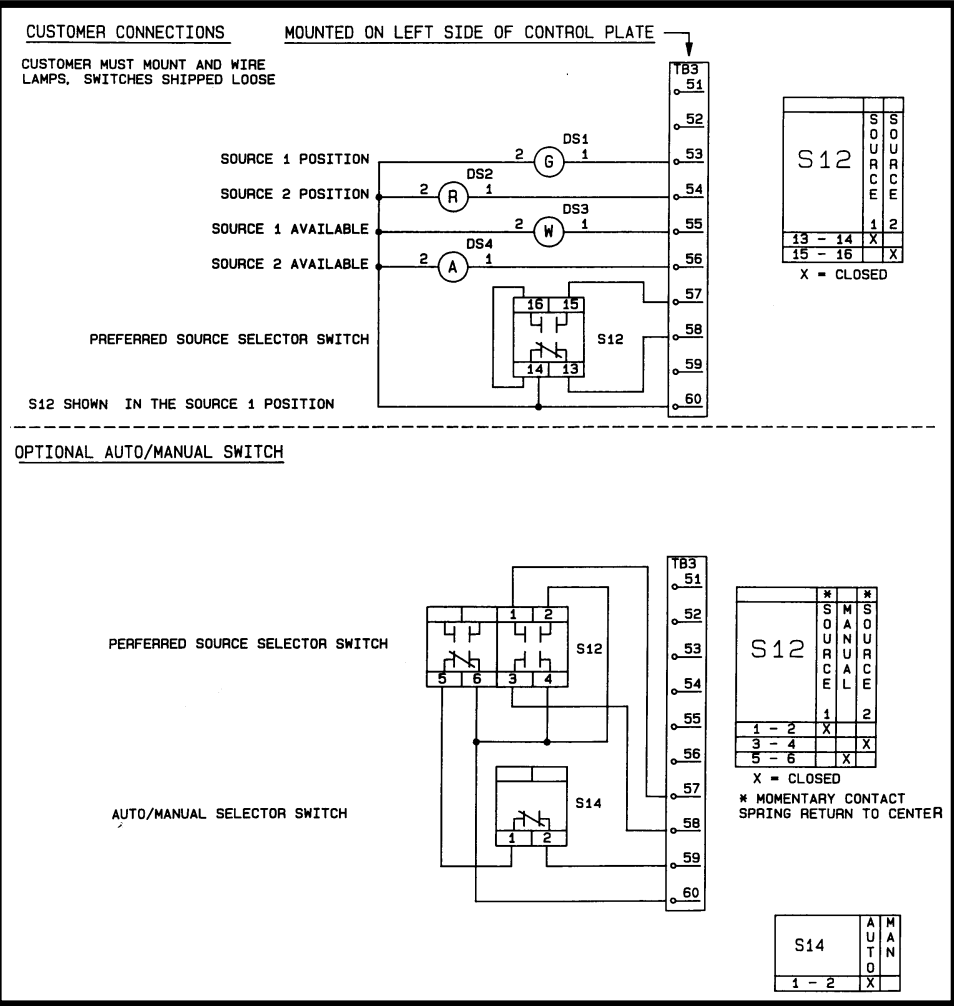 CUSTOMER CONNECTIONS
MOUNTED ON LEFT SIDE OF CONTROL PLATE
CUSTOMER MUST MOUNT AND WIRE
LAMPS, SWITCHES SHIPPED LOOSE
TB3
51
52
DS1
SOURCE 1 POSITION
2 G 1
53
DS2
SOURCE 2 POSITION
2 R 1
54
DS3
SOURCE 1 AVAILABLE
2 W 1
55
DS4
SOURCE 2 AVAILABLE
2 A 1
56
57
16 15
58
PREFERRED SOURCE SELECTOR SWITCH
S12
59
14 13
60
S12 SHOWN IN THE SOURCE 1 POSITION
S12
SOURCE 1
SOURCE 2
13 - 14 X
15 - 16 X
X = CLOSED
OPTIONAL AUTO/MANUAL SWITCH
TB3
51
52
53
54
55
56
57
58
59
60
1 2
PERFERRED SOURCE SELECTOR SWITCH
S12
5 6 3 4
S14
AUTO/MANUAL SELECTOR SWITCH
1 2
* *
S12
SOURCE 1
MANUAL
SOURCE 2
1 - 2 X
3 - 4 X
5 - 6 X
X = CLOSED
* MOMENTARY CONTACT
SPRING RETURN TO CENTER
S14
AUTO
MAN
1 - 2 X